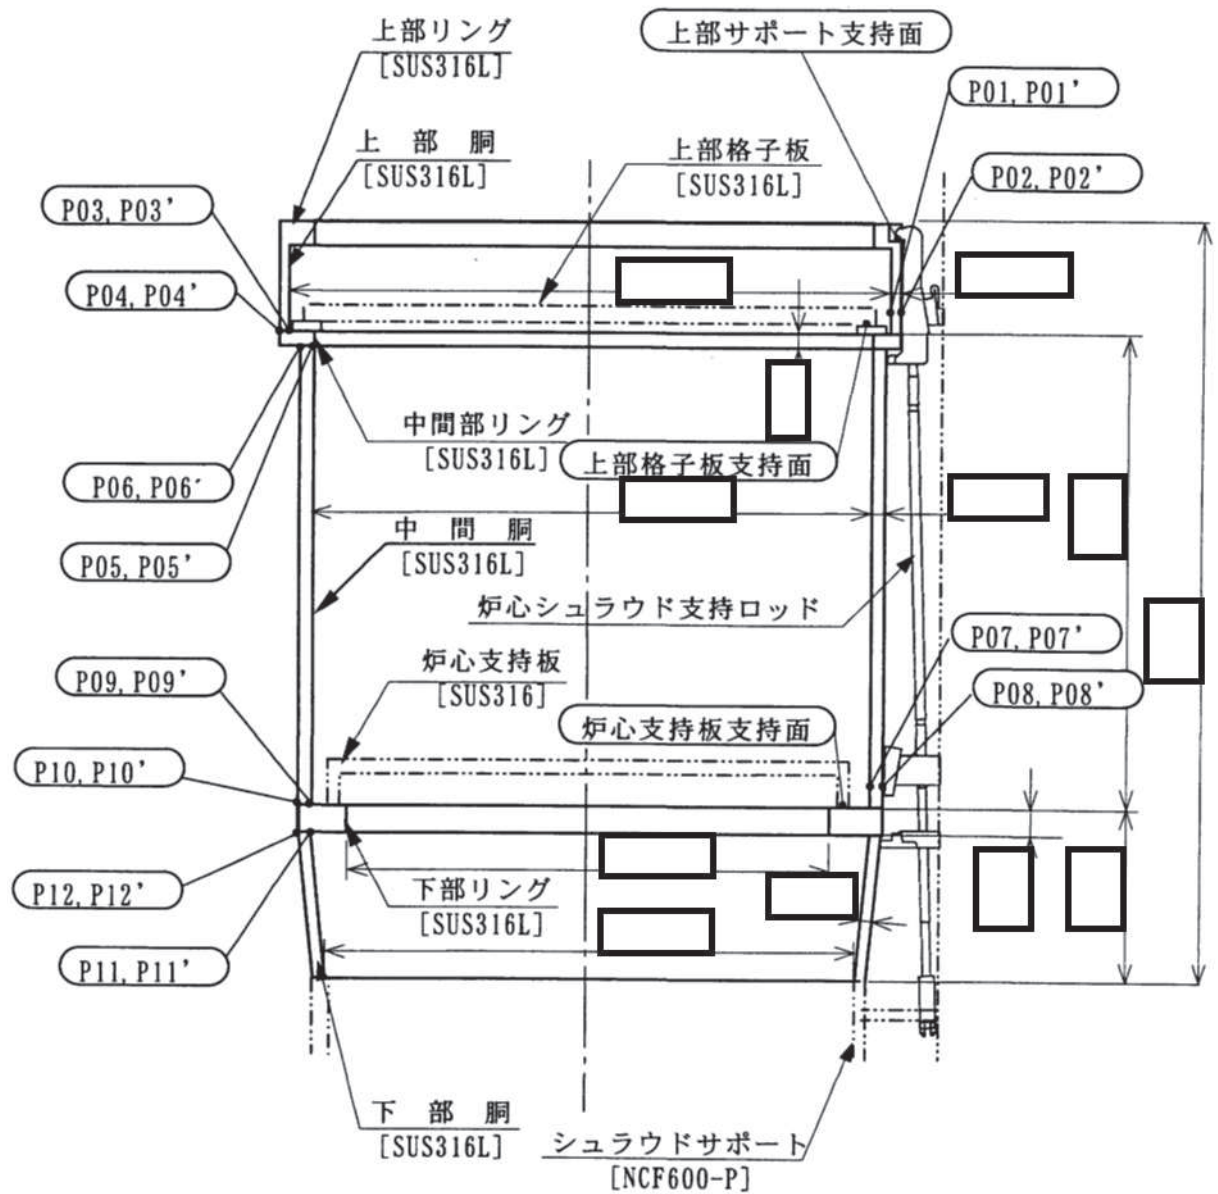 上部リング
[SUS316L]
上部サポート支持面
P01, P01'
上 部 胴
[SUS316L]
上部格子板
[SUS316L]
P02, P02'
P03, P03'
P04, P04'
中間部リング
[SUS316L]
上部格子板支持面
P06, P06'
P05, P05'
中 間 胴
[SUS316L]
炉心シュラウド支持ロッド
P07, P07'
炉心支持板
[SUS316]
P09, P09'
P08, P08'
炉心支持板支持面
P10, P10'
P12, P12'
下部リング
[SUS316L]
P11, P11'
下 部 胴
[SUS316L]
シュラウドサポート
[NCF600-P]